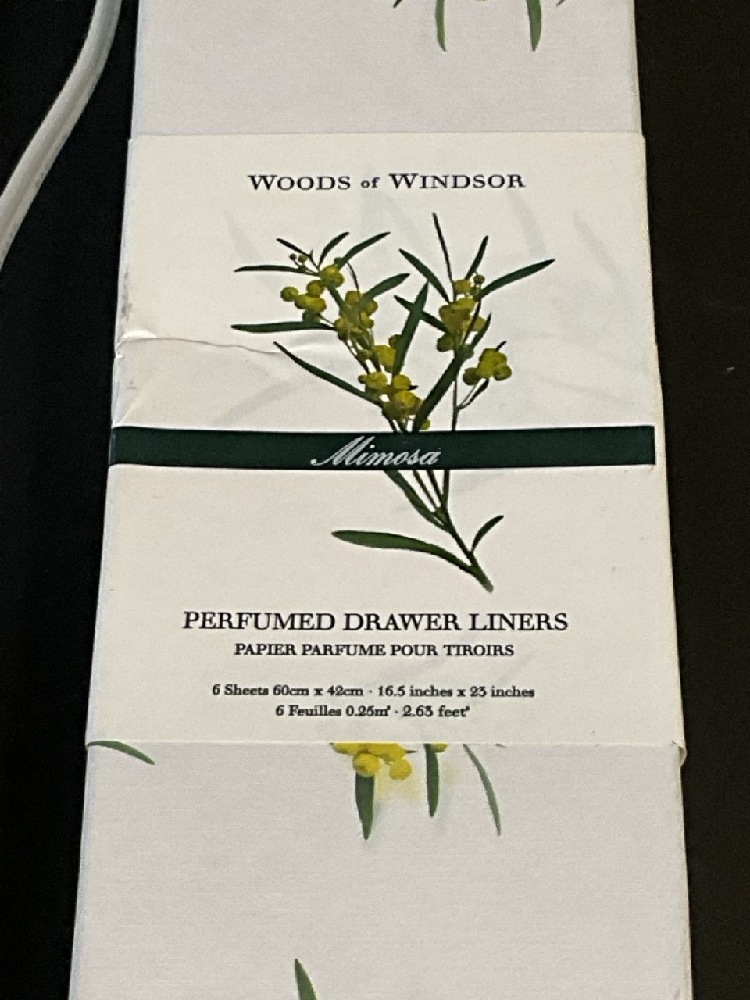 WOODS of WINDSOR
Mimosa
PERFUMED DRAWER LINERS
PAPIER PARFUME POUR TIROIRS
6 Sheets 60cm x 42cm · 16.5 inches x 23 inches
6 Feuilles 0.25m² · 2.63 feet²